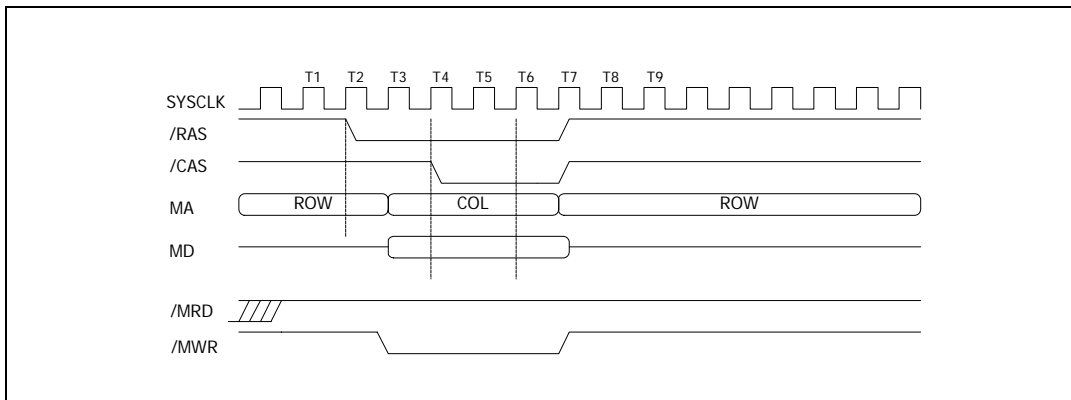 T1 T2 T3 T4 T5 T6 T7 T8 T9
SYSCLK
/RAS
/CAS
MA ROW COL ROW
MD
/MRD
/MWR